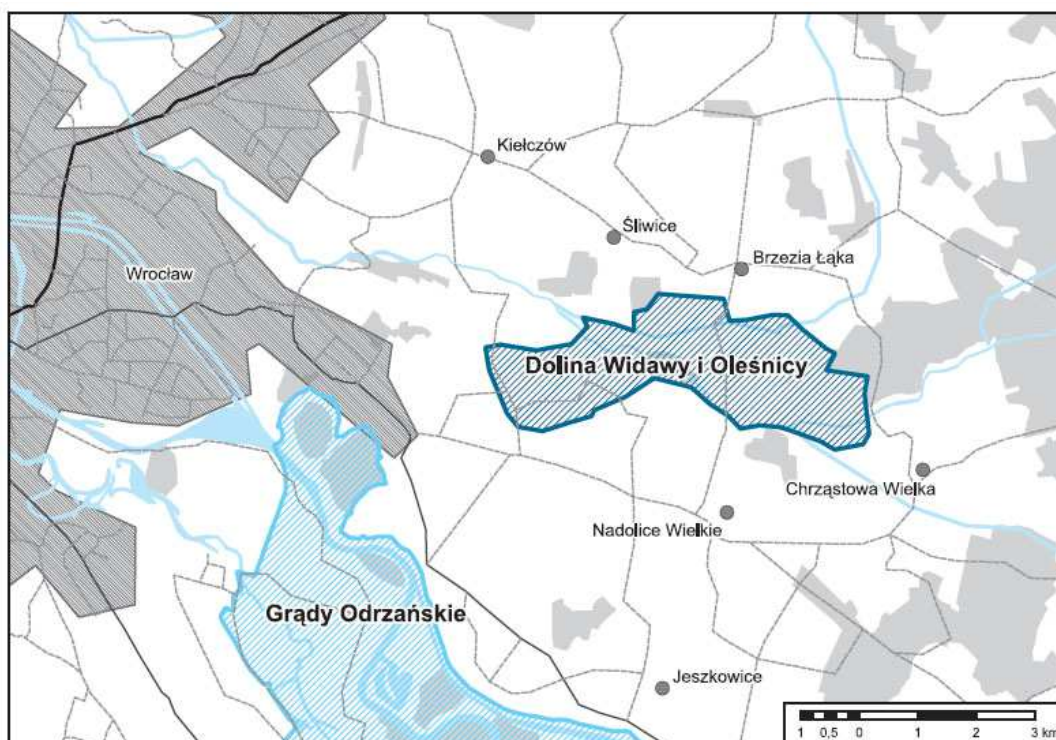 Kiełczów
Śliwice
Brzezia Łąka
Wrocław
Dolina Widawy i Oleśnicy
Chrząstowa Wielka
Nadolice Wielkie
Grądy Odrzańskie
Jeszkowice
1 0,5 0 1 2 3 km